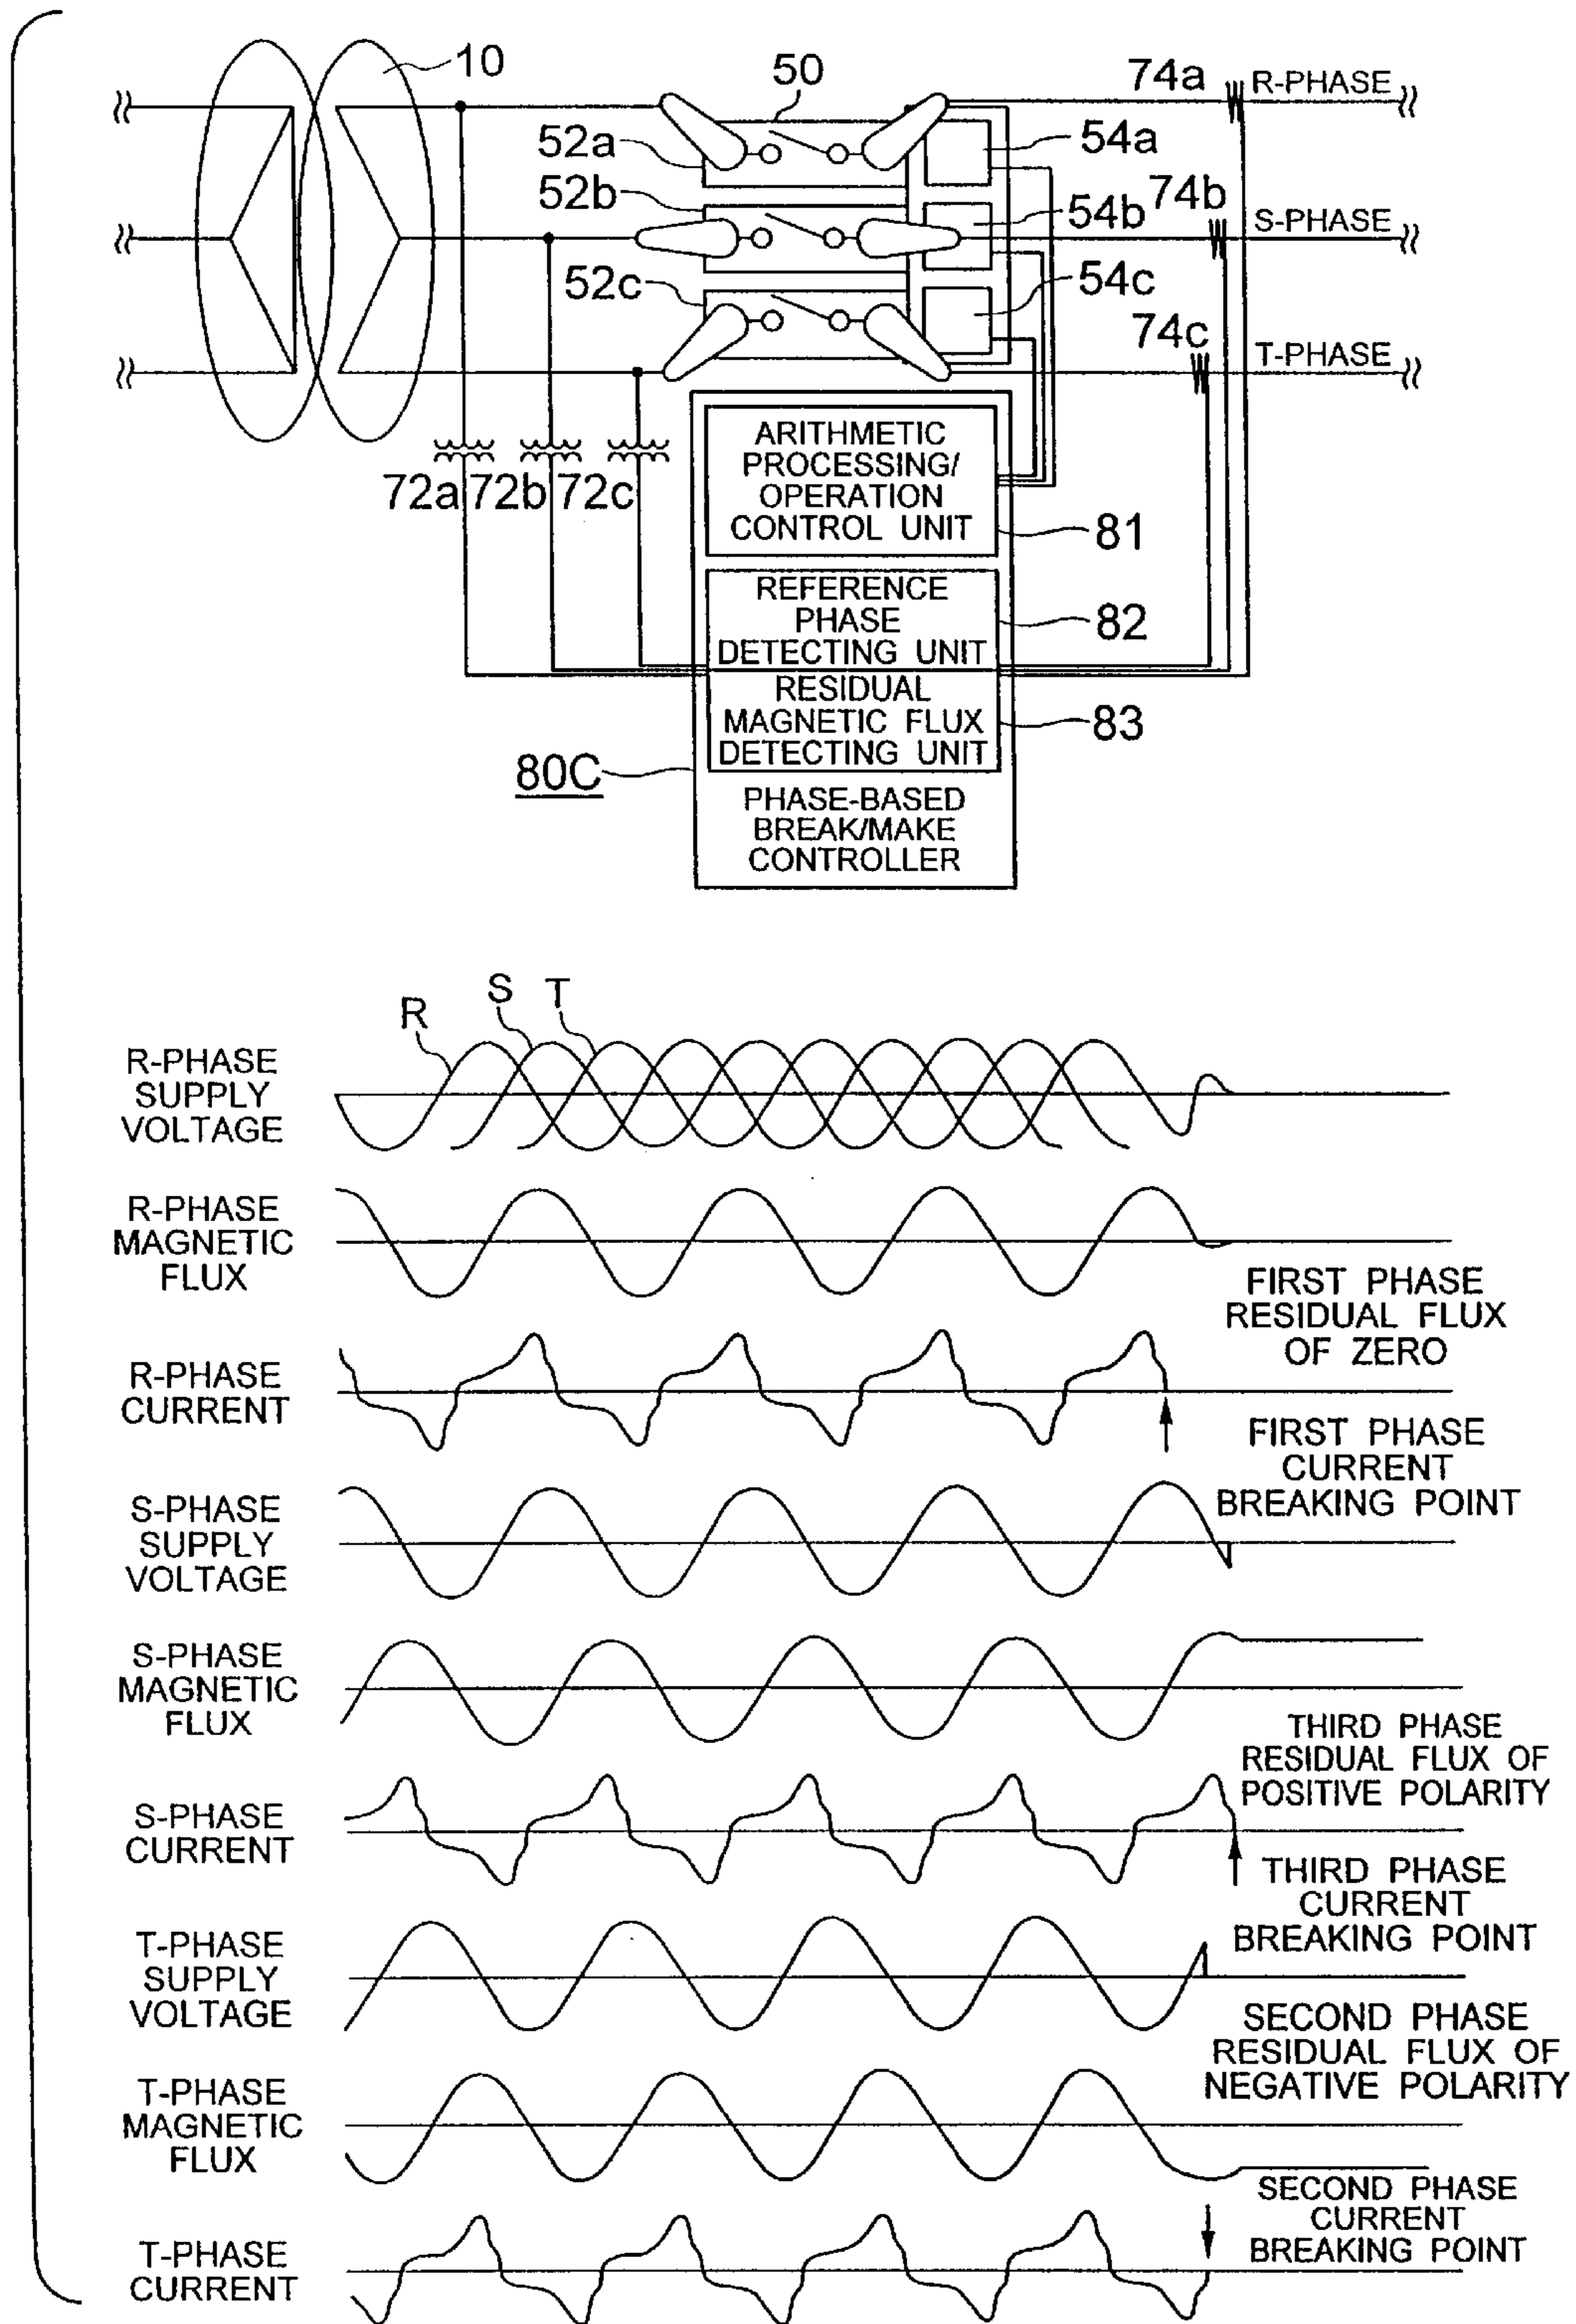 10
50
74a
R-PHASE
52a
54a
52b
74b
54b
S-PHASE
52c
54c
74c
T-PHASE
72a
72b
72c
ARITHMETIC
PROCESSING/
OPERATION
CONTROL UNIT
81
REFERENCE
PHASE
DETECTING UNIT
82
RESIDUAL
MAGNETIC FLUX
DETECTING UNIT
83
80C
PHASE-BASED
BREAK/MAKE
CONTROLLER
R
S
T
R-PHASE
SUPPLY
VOLTAGE
R-PHASE
MAGNETIC
FLUX
FIRST PHASE
RESIDUAL FLUX
OF ZERO
R-PHASE
CURRENT
FIRST PHASE
CURRENT
BREAKING POINT
S-PHASE
SUPPLY
VOLTAGE
S-PHASE
MAGNETIC
FLUX
THIRD PHASE
RESIDUAL FLUX OF
POSITIVE POLARITY
S-PHASE
CURRENT
THIRD PHASE
CURRENT
BREAKING POINT
T-PHASE
SUPPLY
VOLTAGE
SECOND PHASE
RESIDUAL FLUX OF
NEGATIVE POLARITY
T-PHASE
MAGNETIC
FLUX
SECOND PHASE
CURRENT
BREAKING POINT
T-PHASE
CURRENT